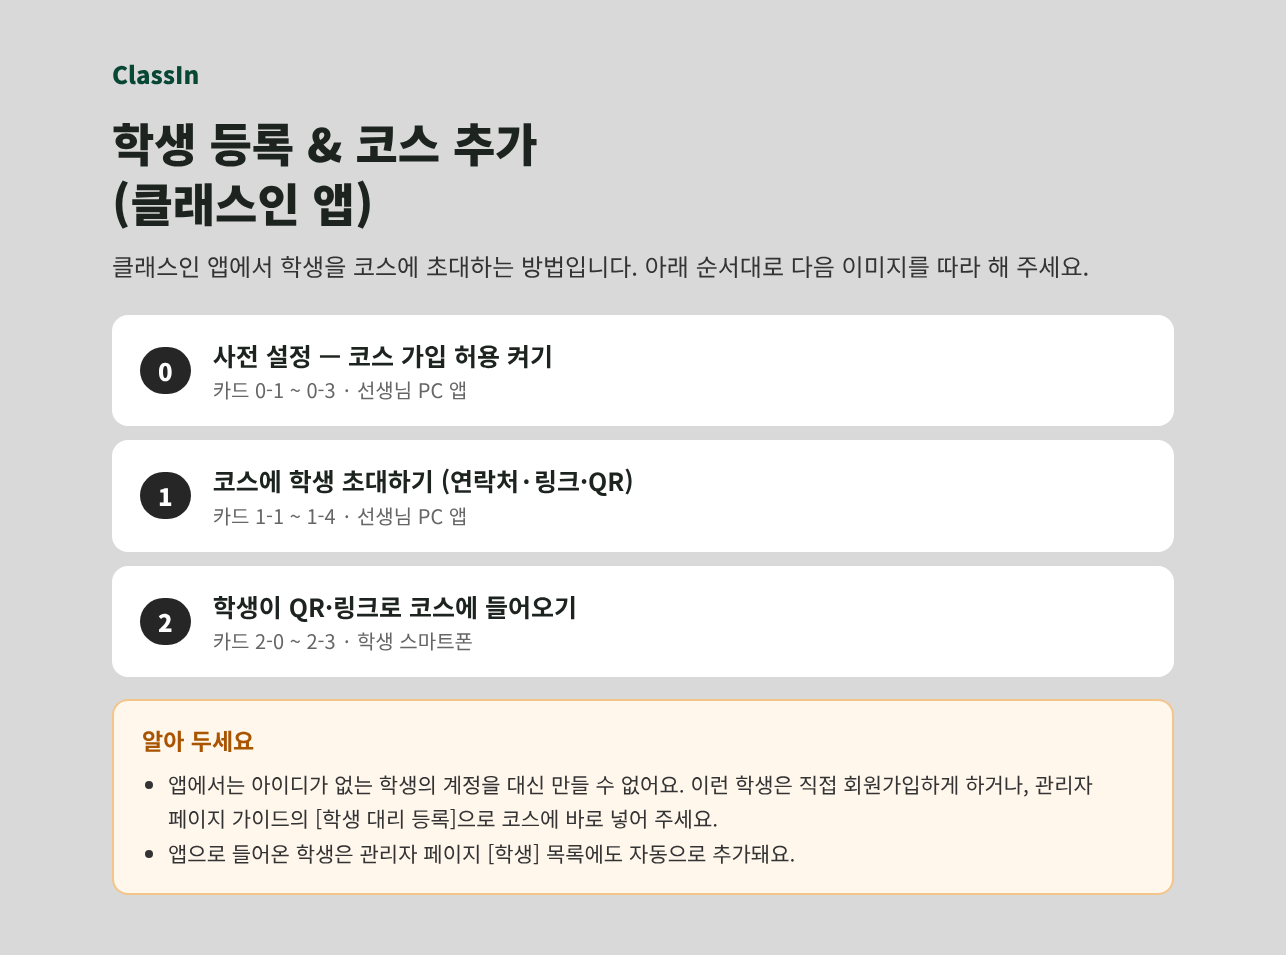 ClassIn
학생 등록 & 코스 추가
(클래스인 앱)
클래스인 앱에서 학생을 코스에 초대하는 방법입니다. 아래 순서대로 다음 이미지를 따라 해 주세요.
0
사전 설정 — 코스 가입 허용 켜기
카드 0-1 ~ 0-3 · 선생님 PC 앱
1
코스에 학생 초대하기 (연락처·링크·QR)
카드 1-1 ~ 1-4 · 선생님 PC 앱
2
학생이 QR·링크로 코스에 들어오기
카드 2-0 ~ 2-3 · 학생 스마트폰
알아 두세요
• 앱에서는 아이디가 없는 학생의 계정을 대신 만들 수 없어요. 이런 학생은 직접 회원가입하게 하거나, 관리자
페이지 가이드의 [학생 대리 등록]으로 코스에 바로 넣어 주세요.
• 앱으로 들어온 학생은 관리자 페이지 [학생] 목록에도 자동으로 추가돼요.